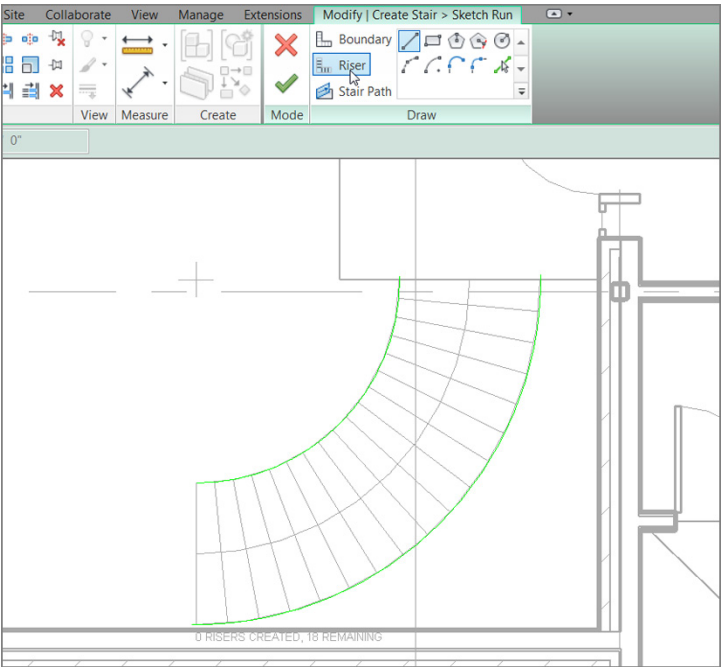 Site Collaborate View Manage Extensions Modify | Create Stair > Sketch Run
Boundary
Riser
Stair Path
View Measure Create Mode Draw
0"
0 RISERS CREATED, 18 REMAINING